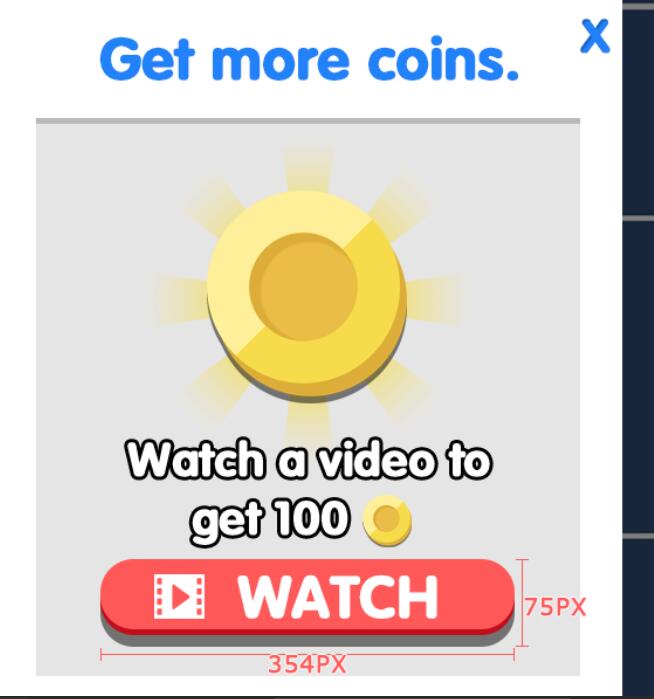 Get more coins.
X
Watch a video to
get 100
WATCH
75PX
354PX